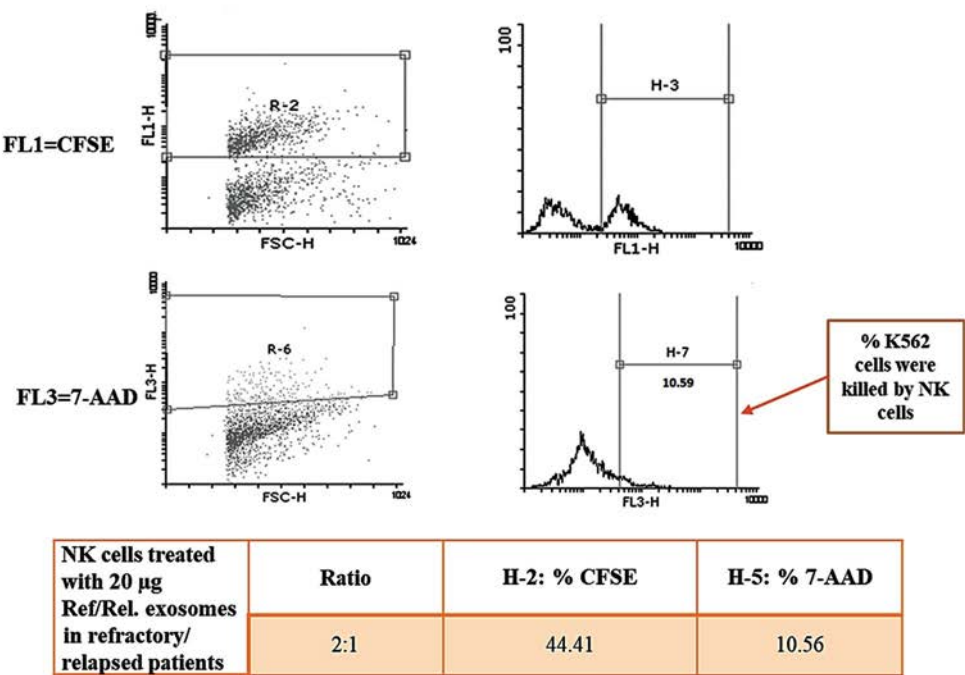 10000
FL1-H
R-2
FSC-H
1024
FL1=CFSE
100
H-3
FL1-H
10000
10000
FL3-H
R-6
FSC-H
1024
FL3=7-AAD
100
H-7
10.59
FL3-H
10000
% K562
cells were
killed by NK
cells
NK cells treated
with 20 µg
Ref/Rel. exosomes
in refractory/
relapsed patients
Ratio
H-2: % CFSE
H-5: % 7-AAD
2:1
44.41
10.56